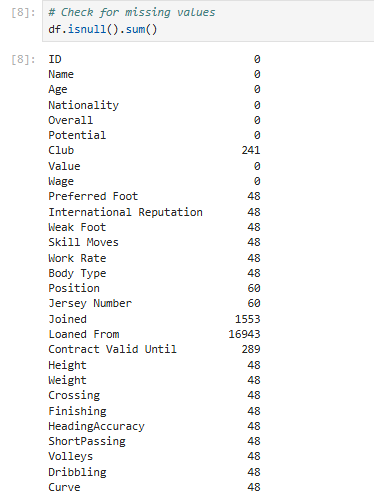 [8]: # Check for missing values
df.isnull().sum()
[8]: ID 0
Name 0
Age 0
Nationality 0
Overall 0
Potential 0
Club 241
Value 0
Wage 0
Preferred Foot 48
International Reputation 48
Weak Foot 48
Skill Moves 48
Work Rate 48
Body Type 48
Position 60
Jersey Number 60
Joined 1553
Loaned From 16943
Contract Valid Until 289
Height 48
Weight 48
Crossing 48
Finishing 48
HeadingAccuracy 48
ShortPassing 48
Volleys 48
Dribbling 48
Curve 48